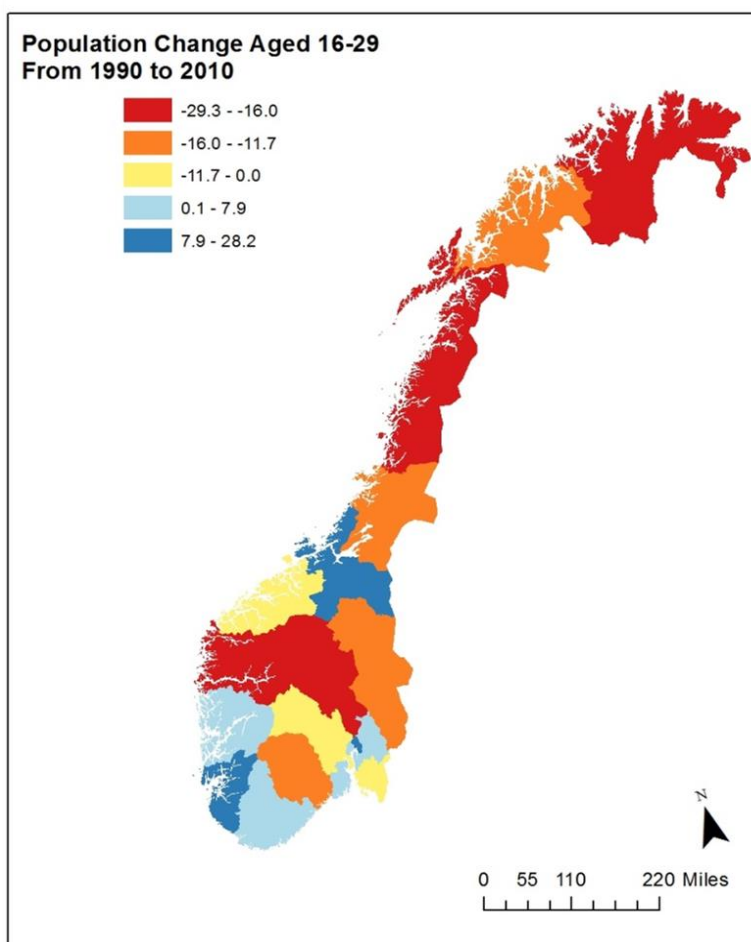 Population Change Aged 16-29
From 1990 to 2010
-29.3 - -16.0
-16.0 - -11.7
-11.7 - 0.0
0.1 - 7.9
7.9 - 28.2
N
0 55 110 220 Miles